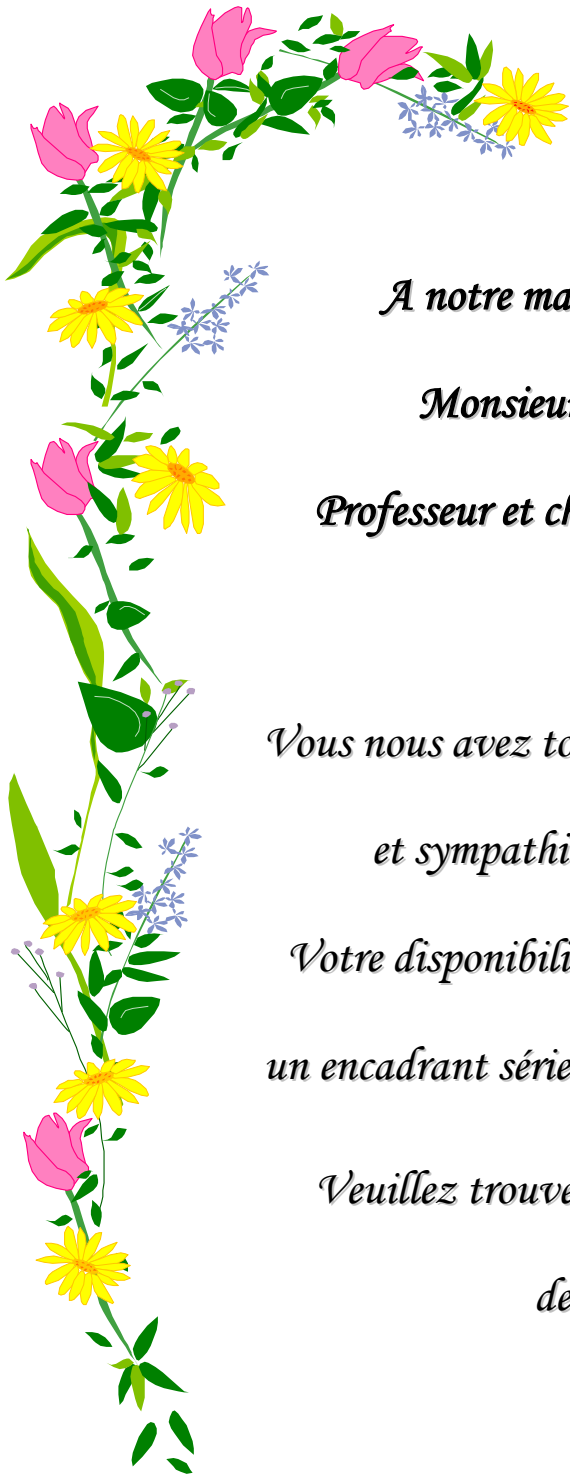 A notre ma
Monsieur
Professeur et ch
Vous nous avez to
et sympathi
Votre disponibili
un encadrant série
Veuillez trouve
de